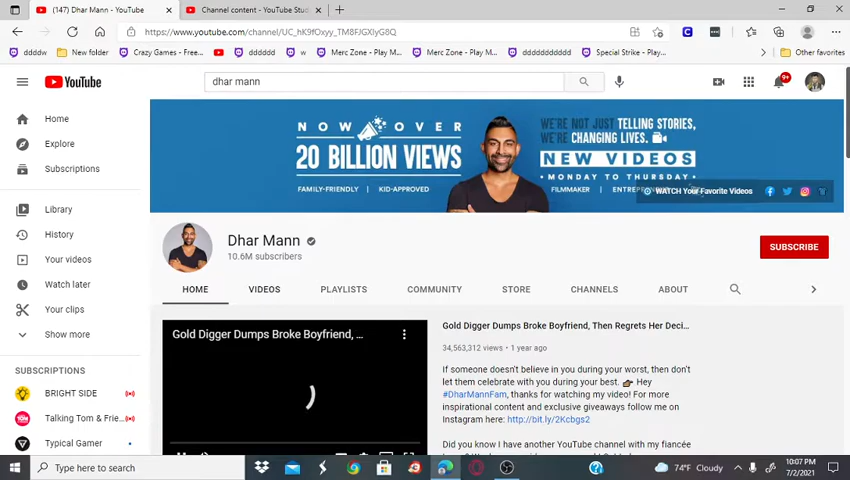 (147) Dhar Mann - YouTube
Channel content - YouTube Stu
https://www.youtube.com/channel/UC_hK9fOxyy_TM8FJGXlyG8Q
ddddw
New folder
Crazy Games - Free...
dddddd
w
Merc Zone - Play M...
Merc Zone - Play M...
ddddddddddd
Special Strike - Play...
Other favorites
YouTube
dhar mann
9+
Home
Explore
Subscriptions
Library
History
Your videos
Watch later
Your clips
Show more
SUBSCRIPTIONS
BRIGHT SIDE
Talking Tom & Frie...
Typical Gamer
NOW OVER
20 BILLION VIEWS
FAMILY-FRIENDLY | KID-APPROVED
WE'RE NOT JUST TELLING STORIES,
WE'RE CHANGING LIVES.
NEW VIDEOS
MONDAY TO THURSDAY
FILMMAKER
WATCH Your Favorite Videos
Dhar Mann
10.6M subscribers
SUBSCRIBE
HOME
VIDEOS
PLAYLISTS
COMMUNITY
STORE
CHANNELS
ABOUT
Gold Digger Dumps Broke Boyfriend, ...
Gold Digger Dumps Broke Boyfriend, Then Regrets Her Deci...
34,563,312 views • 1 year ago
If someone doesn't believe in you during your worst, then don't
let them celebrate with you during your best. Hey
#DharMannFam, thanks for watching my video! For more
inspirational content and exclusive giveaways follow me on
Instagram here: http://bit.ly/2Kcbgs2
Did you know I have another YouTube channel with my fiancée
Type here to search
74°F Cloudy
10:07 PM
7/2/2021